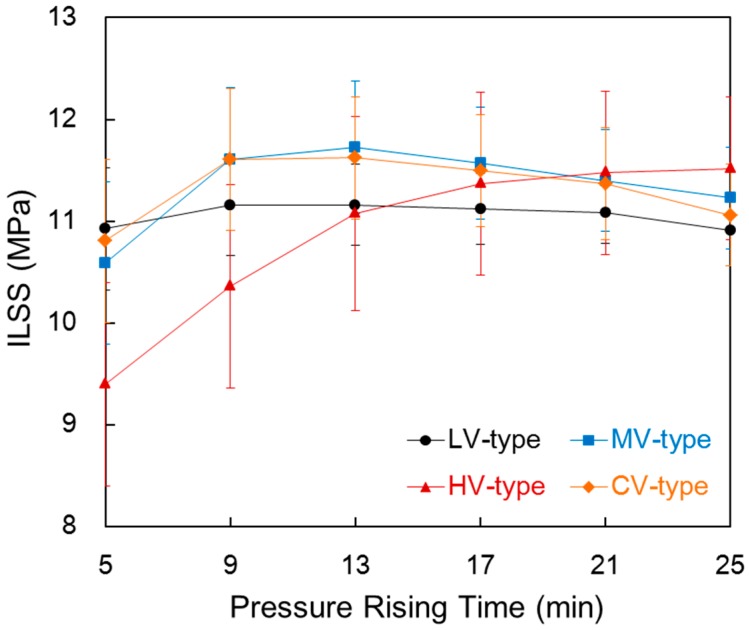 13
12
11
10
9
8
ILSS (MPa)
LV-type MV-type
HV-type CV-type
5 9 13 17 21 25
Pressure Rising Time (min)